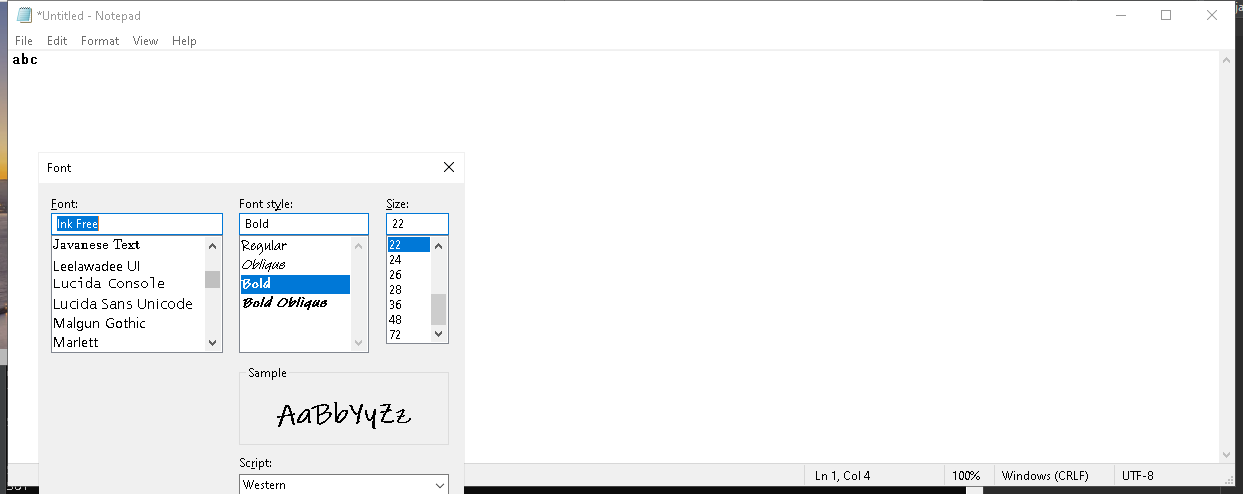 *Untitled - Notepad
File Edit Format View Help
abc
Font
Font: Font style: Size:
Ink Free Bold 22
Javanese Text
Leelawadee UI
Lucida Console
Lucida Sans Unicode
Malgun Gothic
Marlett
Regular
Oblique
Bold
Bold Oblique
22
24
26
28
36
48
72
Sample
AaBbYyZz
Script:
Western
Ln 1, Col 4 100% Windows (CRLF) UTF-8